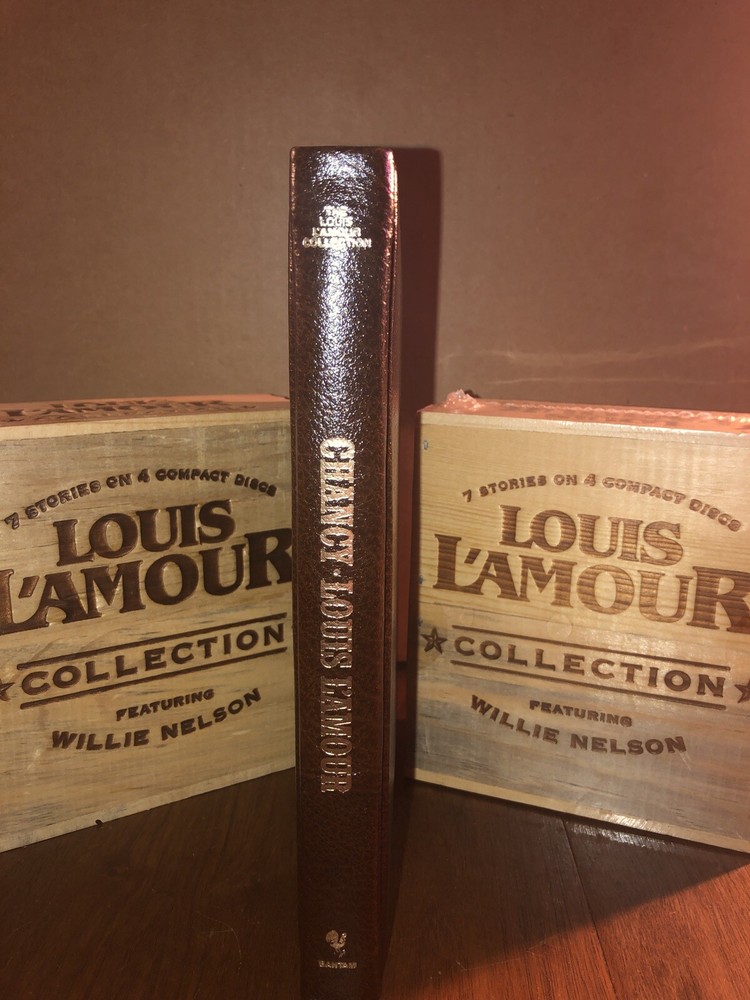 THE
LOUIS
L'AMOUR
COLLECTION
CHANCY LOUIS L'AMOUR
BANTAM
L'AMOUR
7 STORIES ON 4 COMPACT DISCS
LOUIS
L'AMOUR
COLLECTION
FEATURING
WILLIE NELSON
7 STORIES ON 4 COMPACT DISCS
LOUIS
L'AMOUR
COLLECTION
FEATURING
WILLIE NELSON